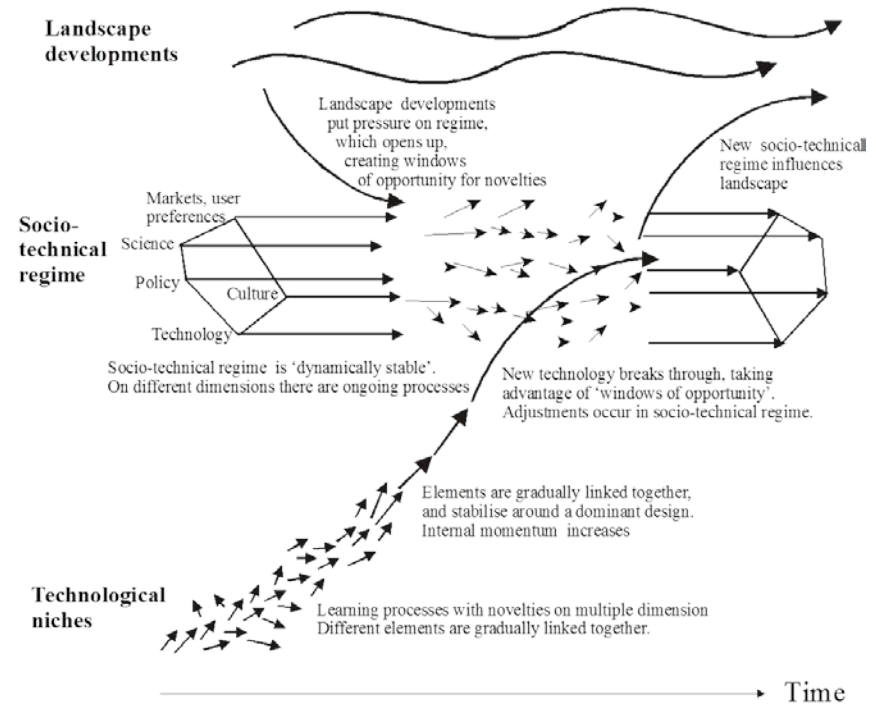 Landscape
developments
Landscape developments
put pressure on regime,
which opens up,
creating windows
of opportunity for novelties
New socio-technical
regime influences
landscape
Markets, user
preferences
Socio-
technical
regime
Science
Policy
Culture
Technology
Socio-technical regime is ‘dynamically stable’.
On different dimensions there are ongoing processes
New technology breaks through, taking
advantage of ‘windows of opportunity’.
Adjustments occur in socio-technical regime.
Elements are gradually linked together,
and stabilise around a dominant design.
Internal momentum increases
Technological
niches
Learning processes with novelties on multiple dimension
Different elements are gradually linked together.
Time